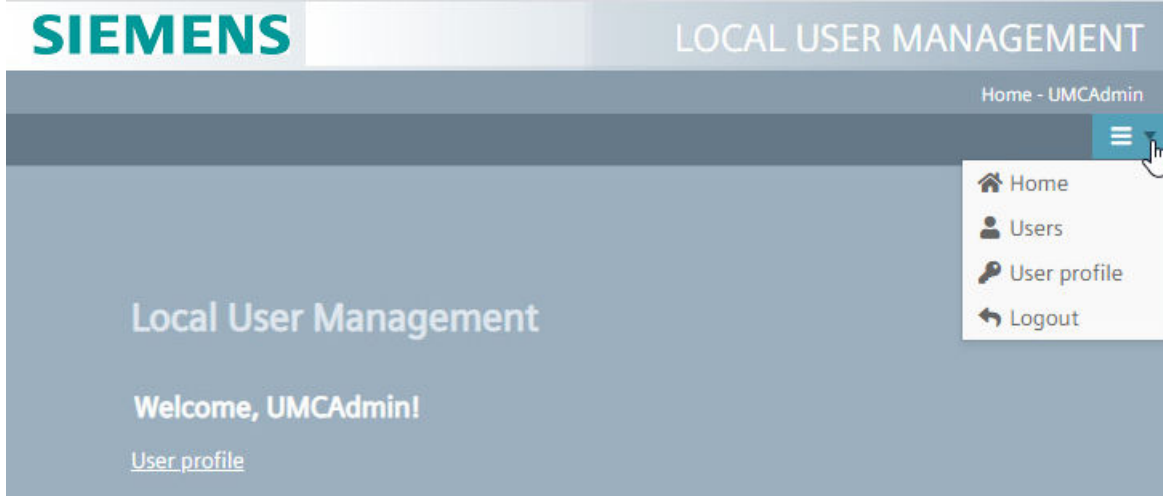 SIEMENS
LOCAL USER MANAGEMENT
Home - UMCAdmin
Home
Users
User profile
Logout
Local User Management
Welcome, UMCAdmin!
User profile